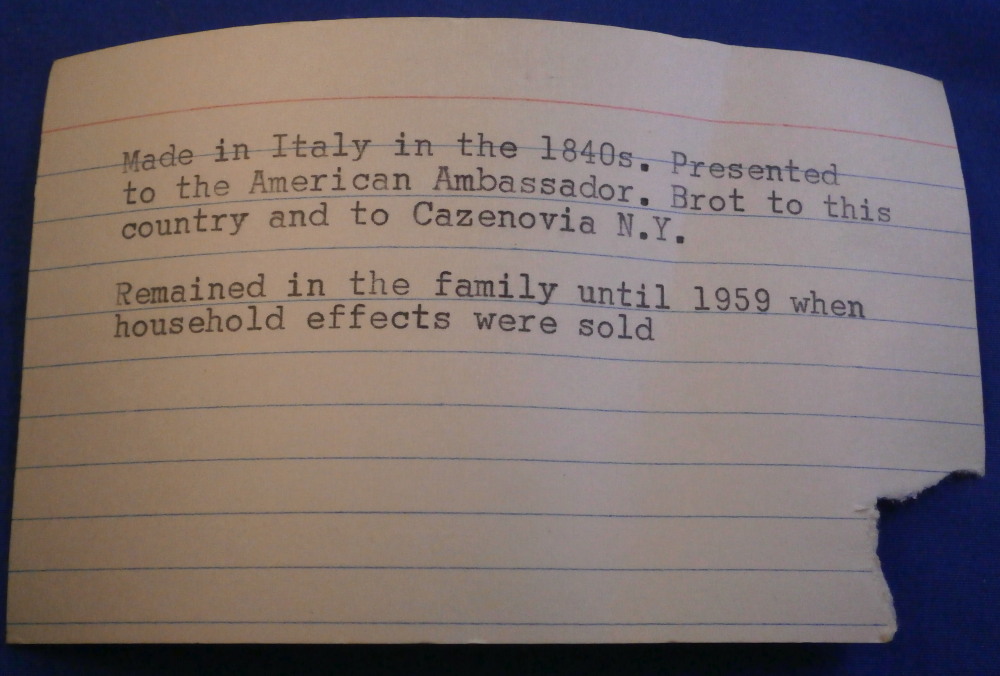 Made in Italy in the 1840s. Presented
to the American Ambassador. Brot to this
country and to Cazenovia N.Y.
Remained in the family until 1959 when
household effects were sold